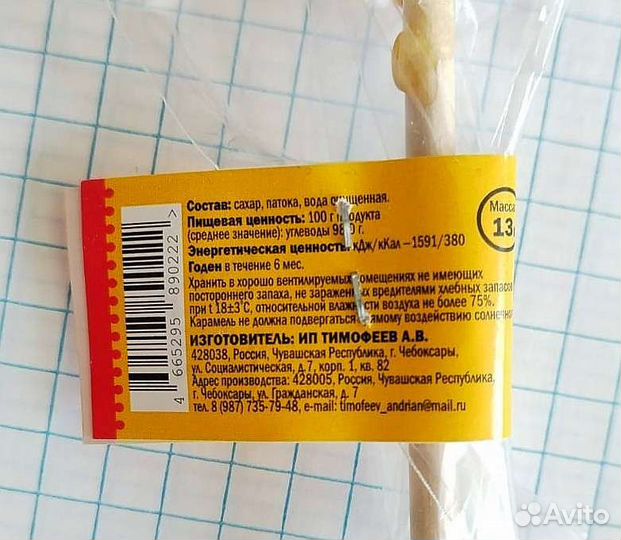 Состав: сахар, патока, вода очищенная.
Пищевая ценность: 100 г продукта
(среднее значение): углеводы г.
Энергетическая ценность: кДж/кКал –1591/380
Годен в течение 6 мес.
Хранить в хорошо вентилируемых помещениях не имеющих
постороннего запаха, не зараженных вредителями хлебных запасов
при t 18±3°С, относительной влажности воздуха не более 75%.
Карамель не должна подвергаться прямому воздействию
ИЗГОТОВИТЕЛЬ: ИП ТИМОФЕЕВ А.В.
428038, Россия, Чувашская Республика, г. Чебоксары,
ул. Социалистическая, д.7, корп. 1, кв. 82
Адрес производства: 428005, Россия, Чувашская Республика,
г. Чебоксары, ул. Гражданская, д. 7
тел. 8 (987) 735-79-48, e-mail: timofeev_andrian@mail.ru
Масса
13
4 665295 890222 >
Avito